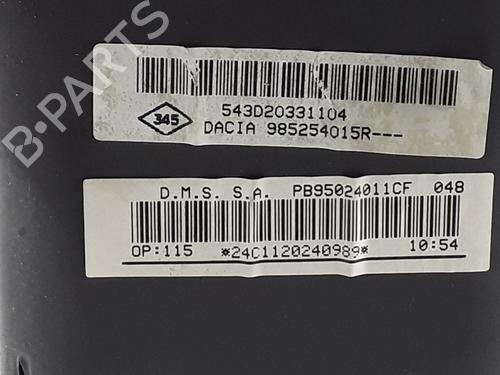 B-PARTS
345
543D20331104
DACIA 985254015R---
D.M.S. S.A. PB95024011CF 048
OP:115 *24C1120240989* 10:54